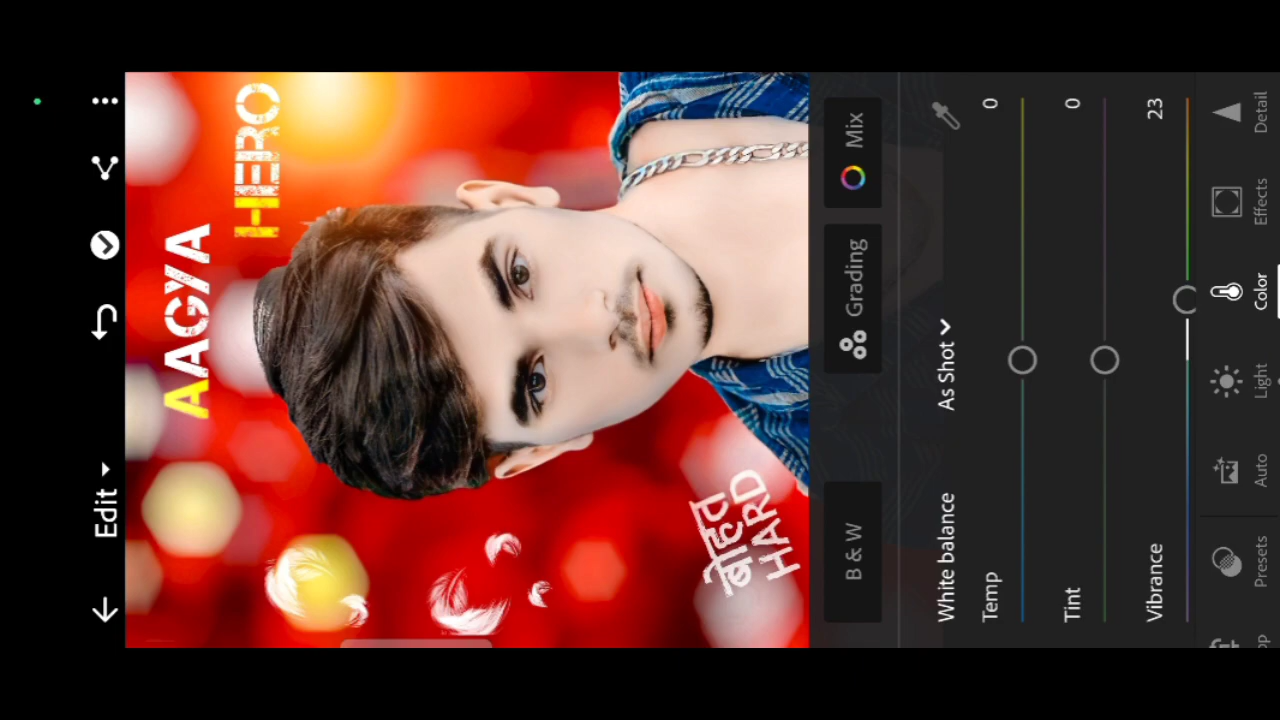 Edit
AAGYA
HERO
बोहत
HARD
B & W Grading Mix
White balance As Shot
Temp 0
Tint 0
Vibrance 23
Presets Auto Light Color Effects Detail